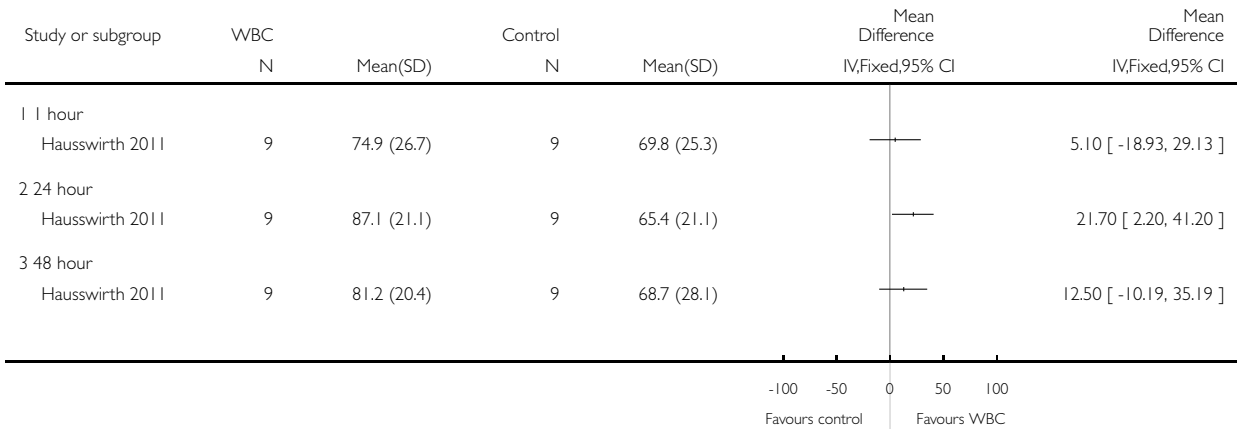 Study or subgroup WBC Control Mean Difference Mean Difference
N Mean(SD) N Mean(SD) IV,Fixed,95% CI IV,Fixed,95% CI
1 1 hour
Hausswirth 2011 9 74.9 (26.7) 9 69.8 (25.3) 5.10 [ -18.93, 29.13 ]
2 24 hour
Hausswirth 2011 9 87.1 (21.1) 9 65.4 (21.1) 21.70 [ 2.20, 41.20 ]
3 48 hour
Hausswirth 2011 9 81.2 (20.4) 9 68.7 (28.1) 12.50 [ -10.19, 35.19 ]
-100 -50 0 50 100
Favours control Favours WBC